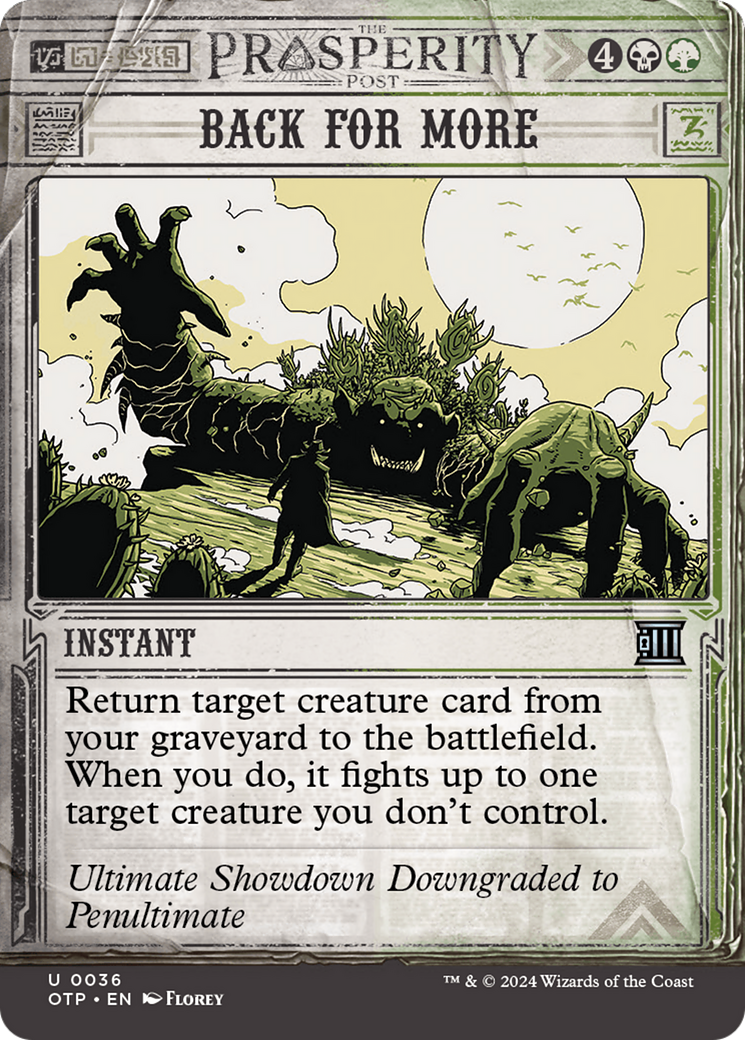 THE
PROSPERITY
POST
4
BACK FOR MORE
INSTANT
Return target creature card from
your graveyard to the battlefield.
When you do, it fights up to one
target creature you don't control.
Ultimate Showdown Downgraded to
Penultimate
U 0036
OTP • EN FLOREY
™ & © 2024 Wizards of the Coast